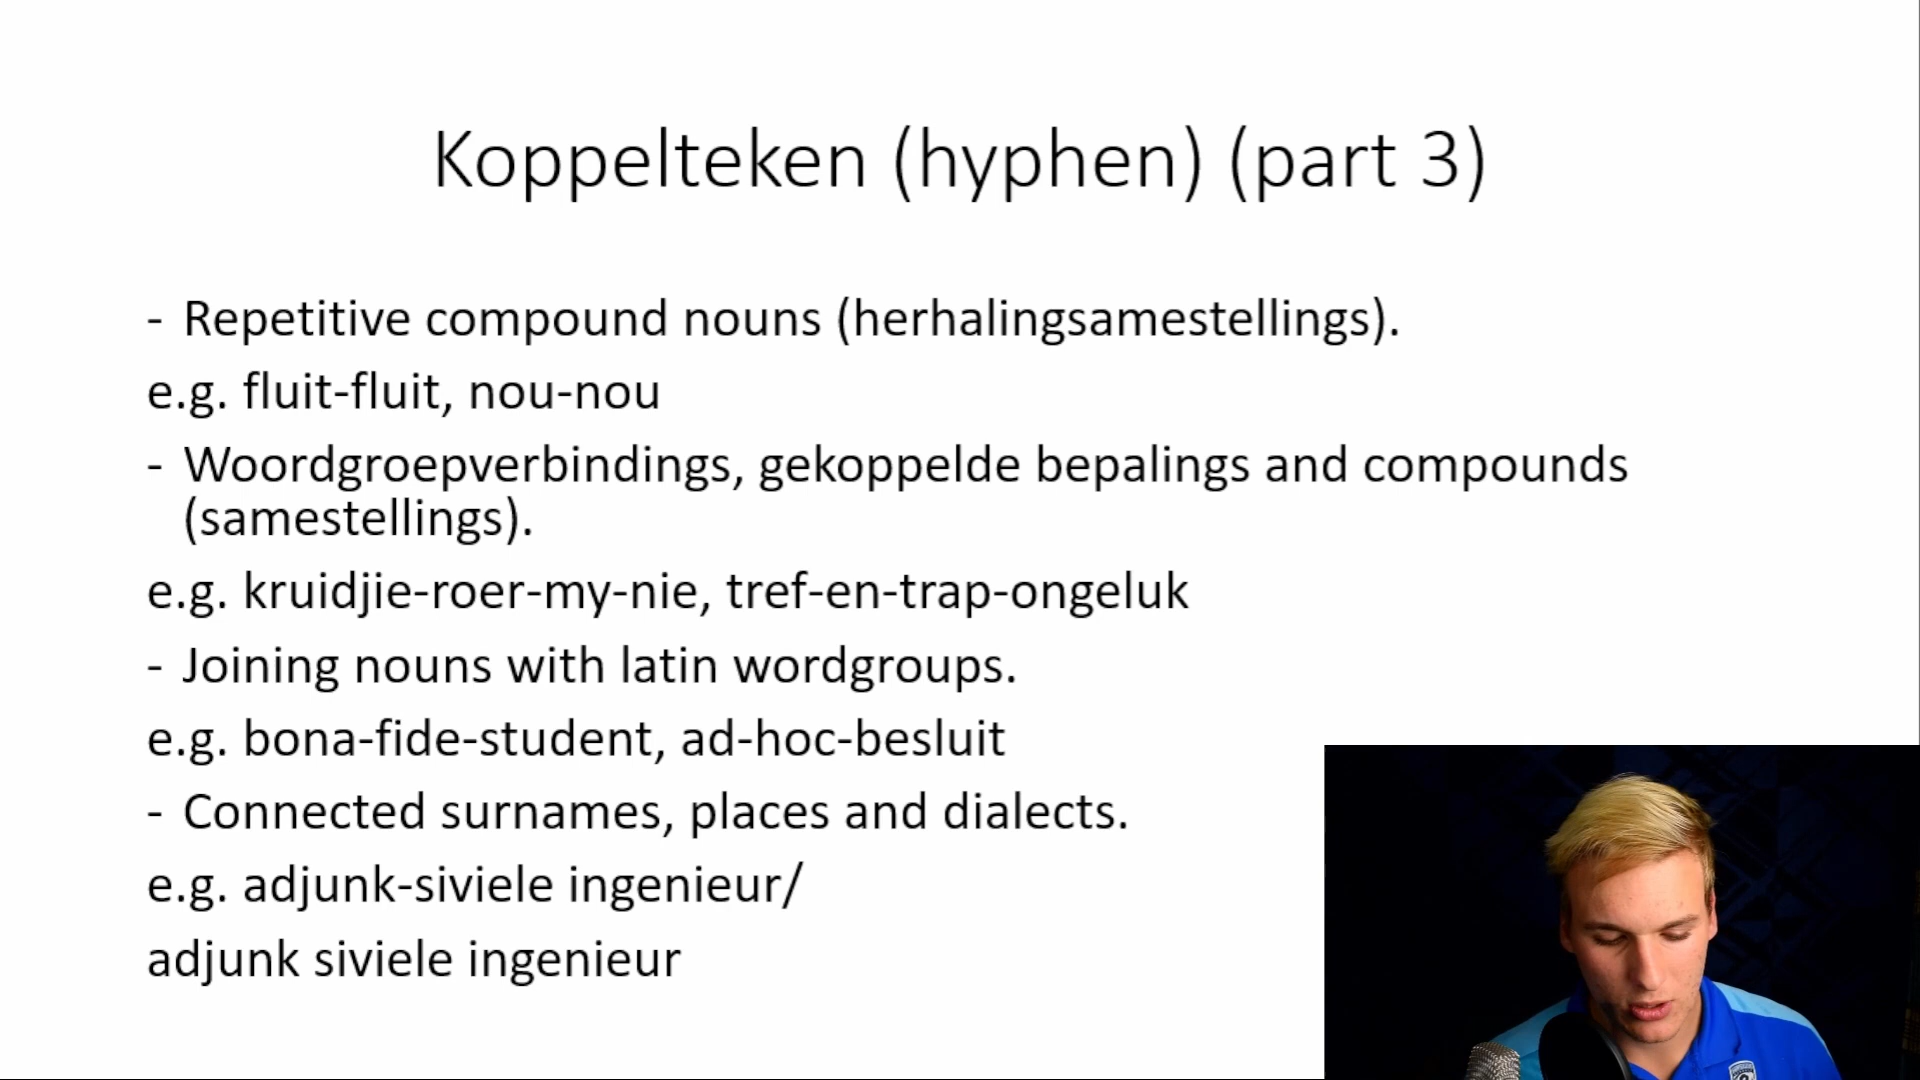 Koppelteken (hyphen) (part 3)
- Repetitive compound nouns (herhalingsamestellings).
e.g. fluit-fluit, nou-nou
- Woordgroepverbindings, gekoppelde bepalings and compounds
(samestellings).
e.g. kruidjie-roer-my-nie, tref-en-trap-ongeluk
- Joining nouns with latin wordgroups.
e.g. bona-fide-student, ad-hoc-besluit
- Connected surnames, places and dialects.
e.g. adjunk-siviele ingenieur/
adjunk siviele ingenieur